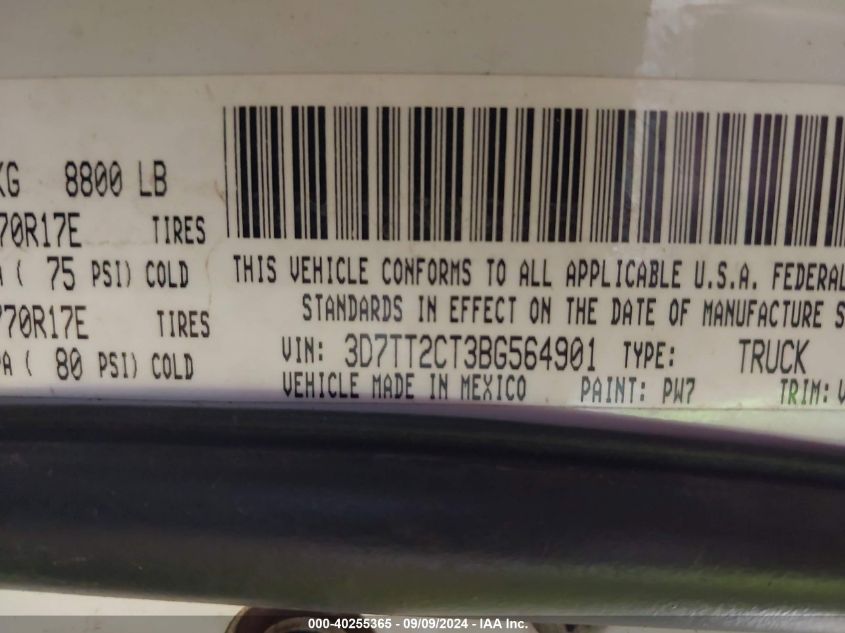 KG 8800 LB
70R17E TIRES
A ( 75 PSI) COLD
70R17E TIRES
PA ( 80 PSI) COLD
THIS VEHICLE CONFORMS TO ALL APPLICABLE U.S.A. FEDERAL
STANDARDS IN EFFECT ON THE DATE OF MANUFACTURE S
VIN: 3D7TT2CT3BG564901 TYPE: TRUCK
VEHICLE MADE IN MEXICO PAINT: PW7 TRIM: V
000-40255365 - 09/09/2024 - IAA Inc.